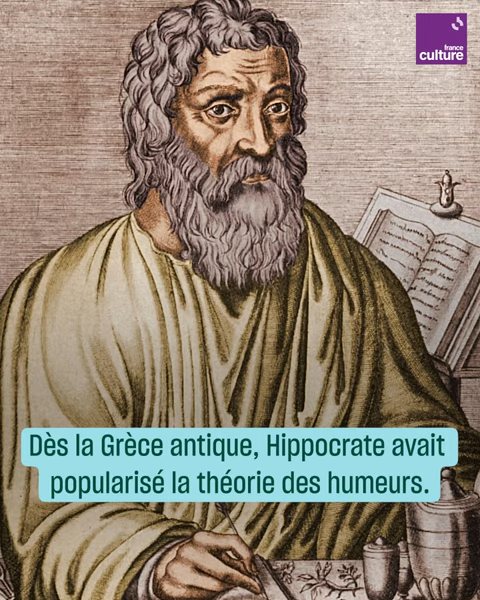 france
culture
Dès la Grèce antique, Hippocrate avait
popularisé la théorie des humeurs.